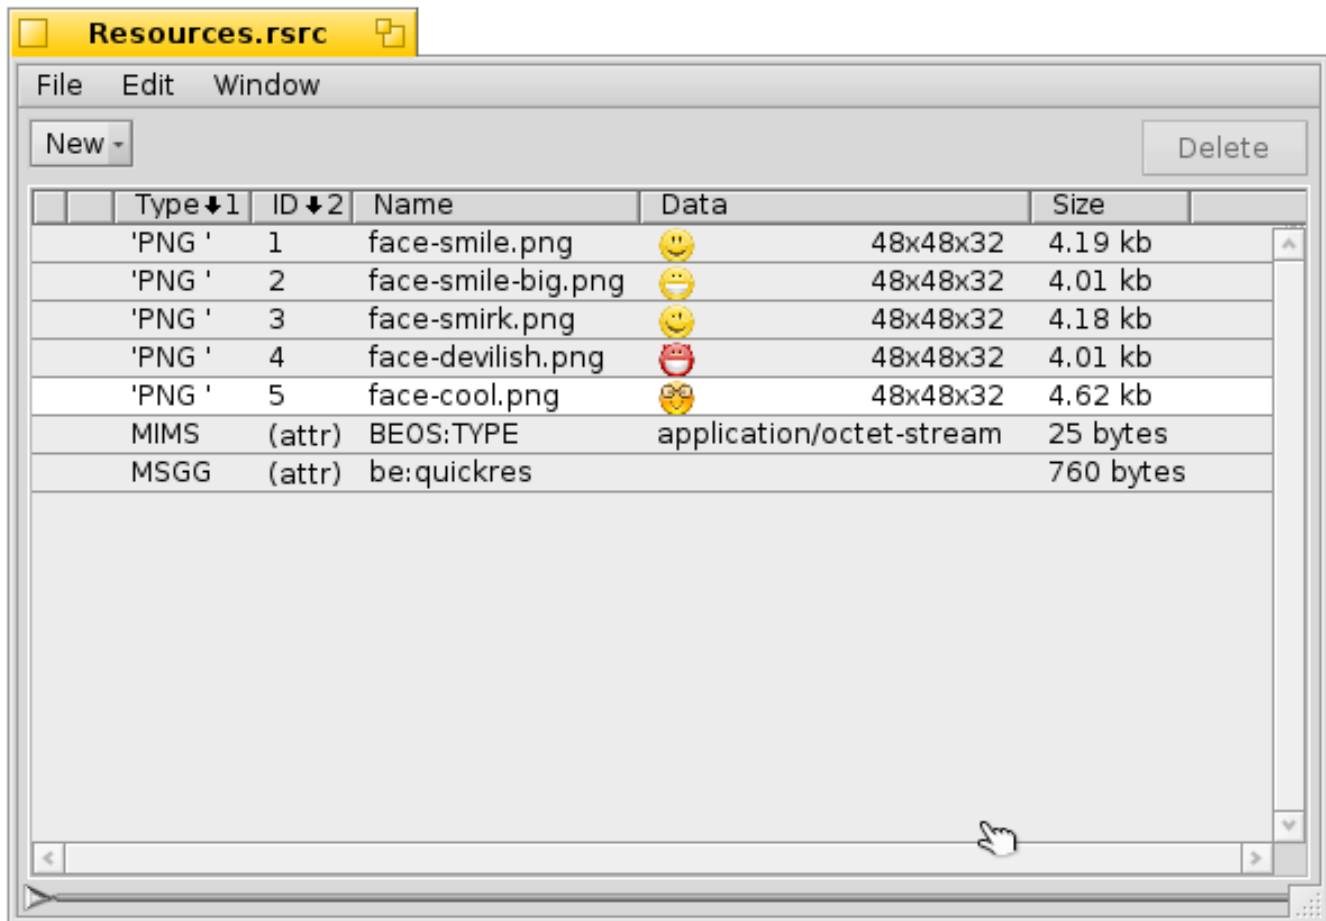 Resources.rsrc
File Edit Window
New Delete
Type 1 ID 2 Name Data Size
'PNG ' 1 face-smile.png 48x48x32 4.19 kb
'PNG ' 2 face-smile-big.png 48x48x32 4.01 kb
'PNG ' 3 face-smirk.png 48x48x32 4.18 kb
'PNG ' 4 face-devilish.png 48x48x32 4.01 kb
'PNG ' 5 face-cool.png 48x48x32 4.62 kb
MIMS (attr) BEOS:TYPE application/octet-stream 25 bytes
MSGG (attr) be:quickres 760 bytes